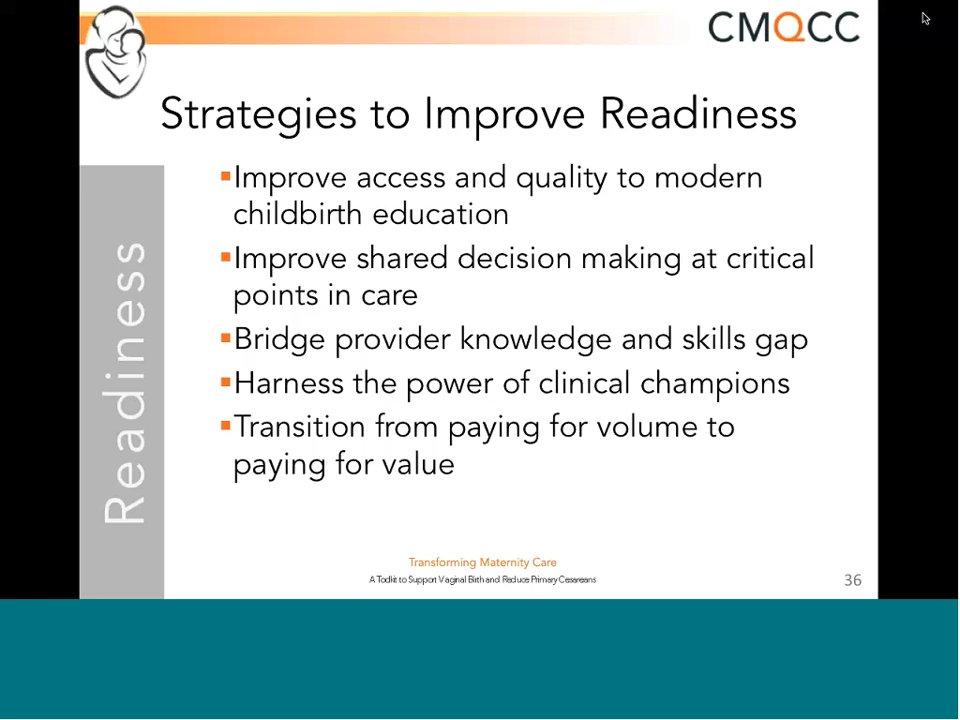 CMQCC
Strategies to Improve Readiness
Readiness
▪Improve access and quality to modern
childbirth education
▪Improve shared decision making at critical
points in care
▪Bridge provider knowledge and skills gap
▪Harness the power of clinical champions
▪Transition from paying for volume to
paying for value
Transforming Maternity Care
A Toolkit to Support Vaginal Birth and Reduce Primary Cesareans
36